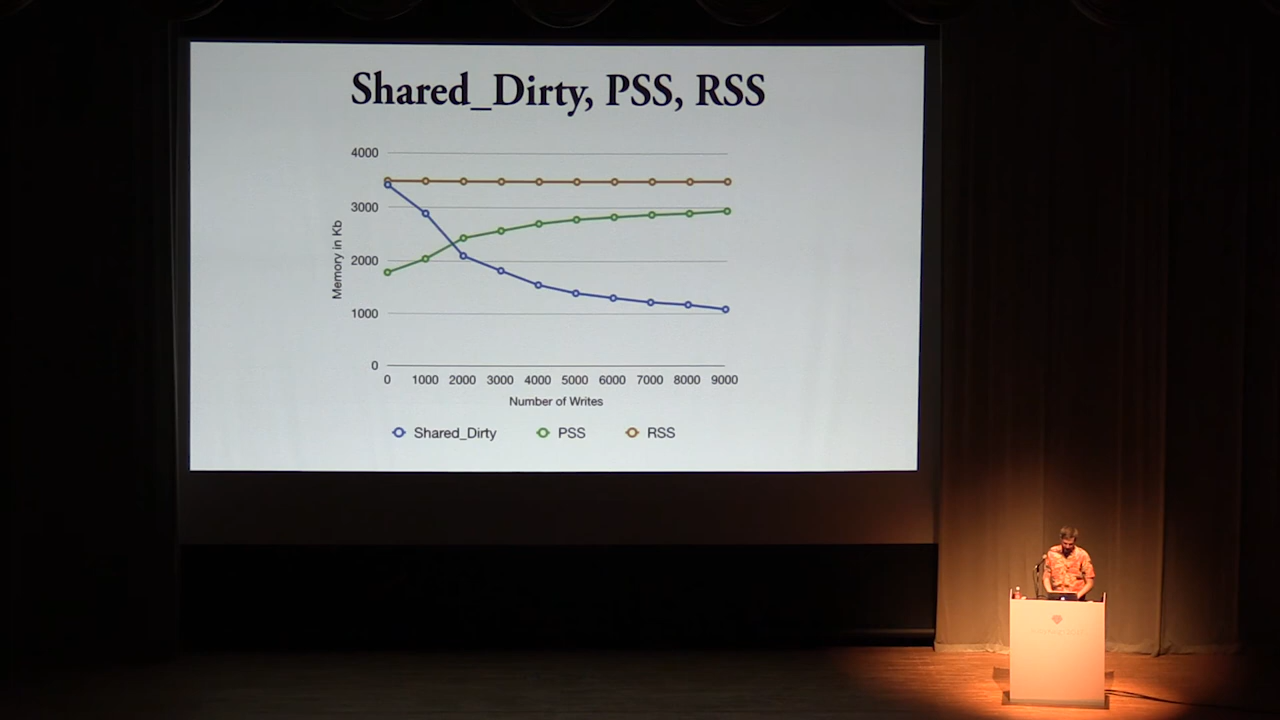 Shared_Dirty, PSS, RSS
4000
3000
2000
1000
0
Memory in Kb
0 1000 2000 3000 4000 5000 6000 7000 8000 9000
Number of Writes
Shared_Dirty PSS RSS